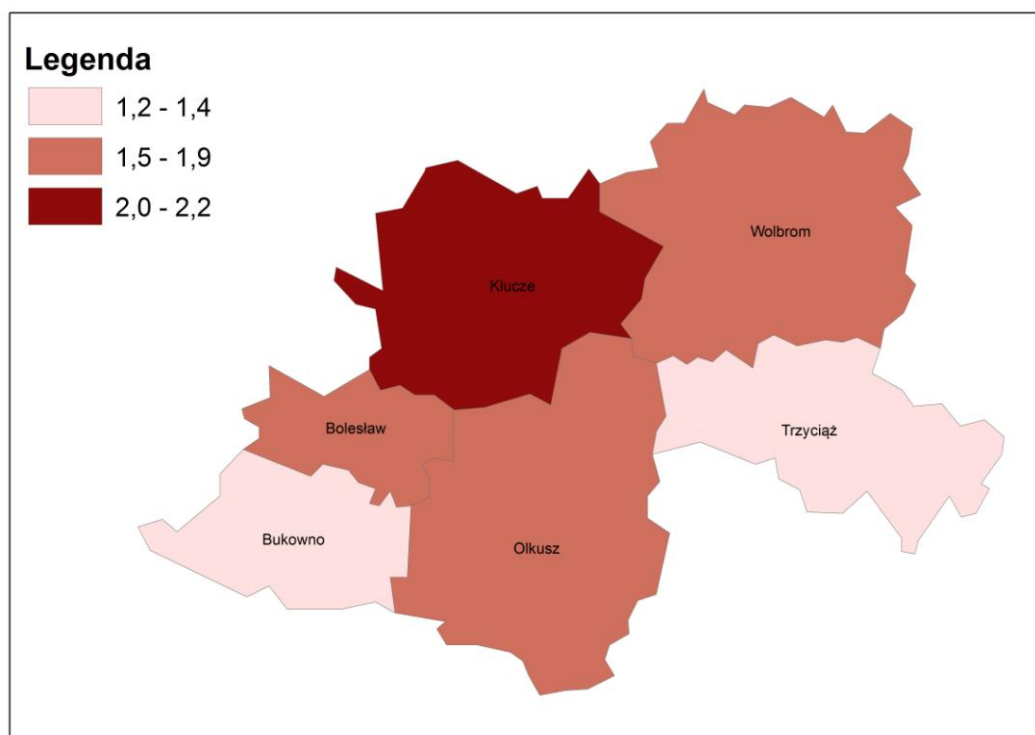 Legenda
1,2 - 1,4
1,5 - 1,9
2,0 - 2,2
Wolbrom
Klucze
Bolesław
Trzyciąż
Bukowno
Olkusz